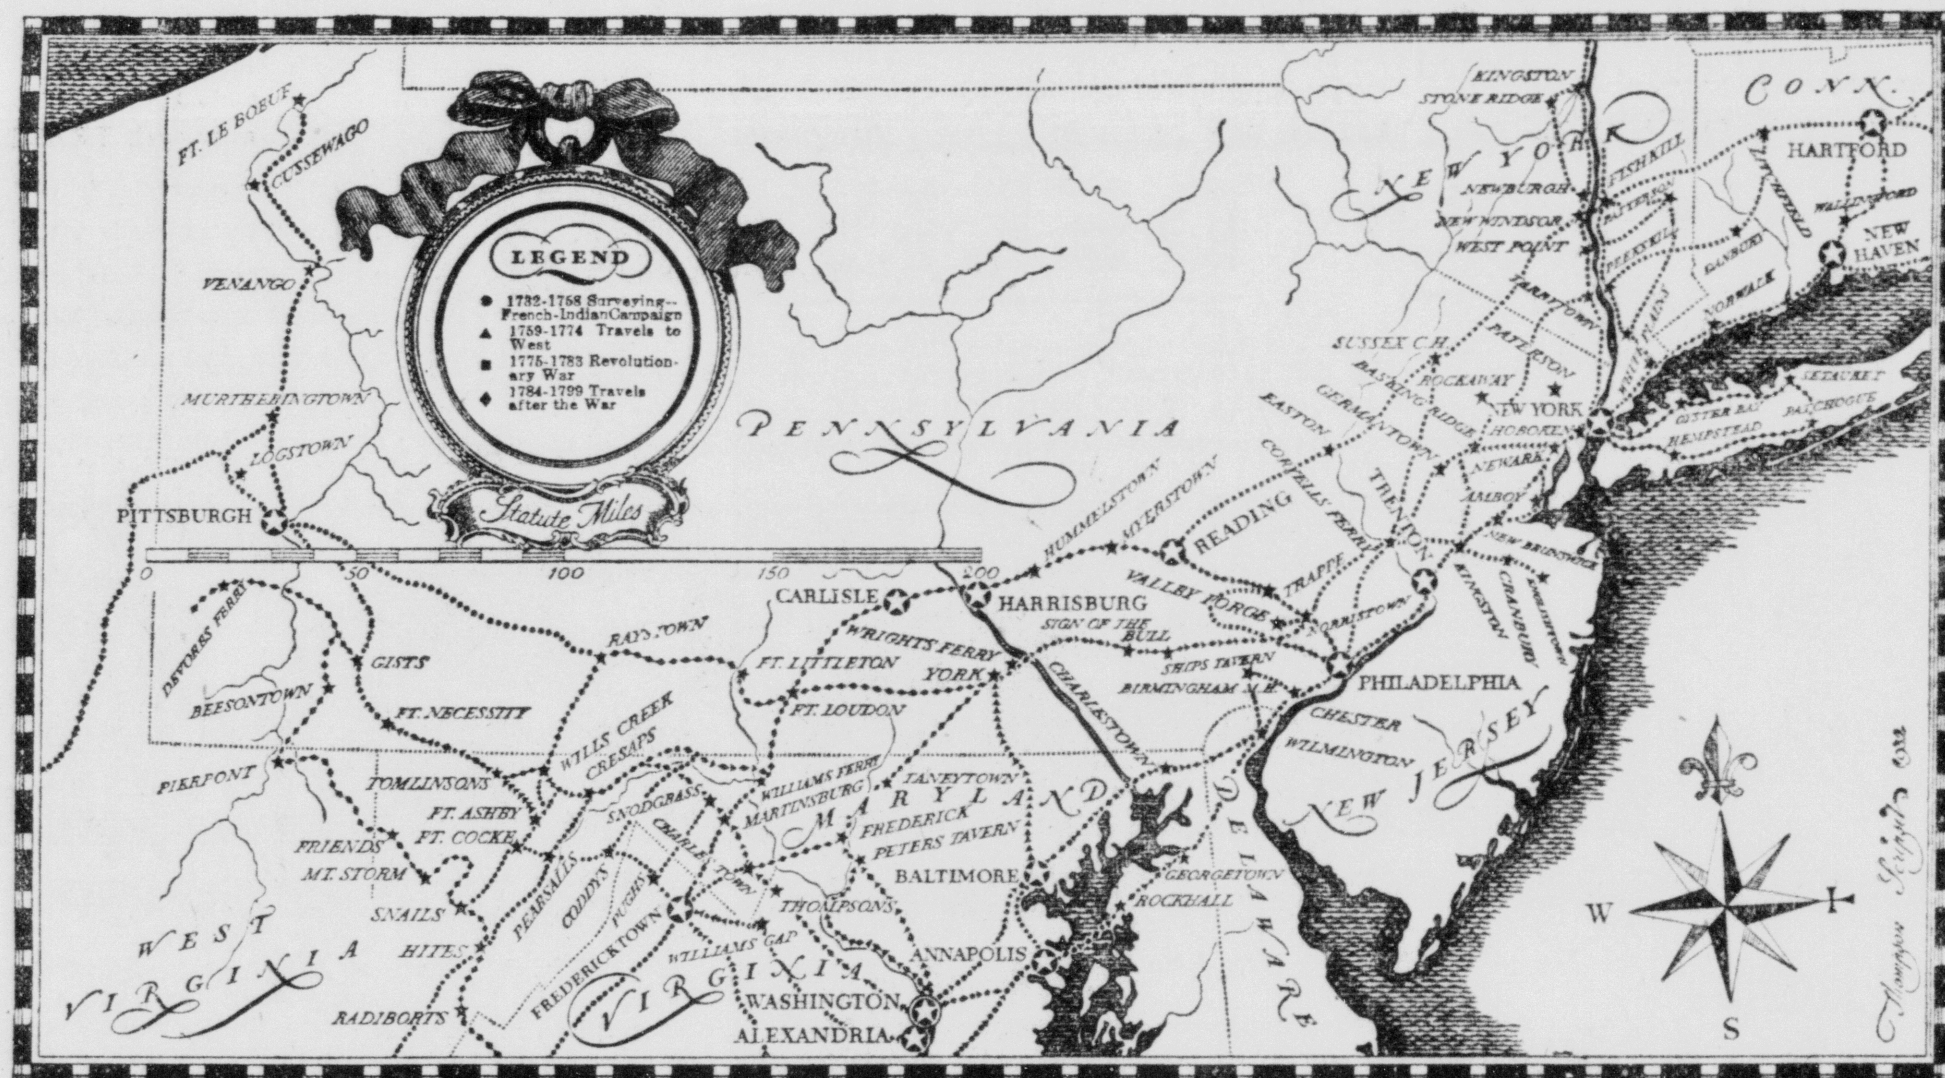 LEGEND
1732-1758 Surveying--
French-Indian Campaign
1759-1774 Travels to
West
1775-1783 Revolution-
ary War
1784-1799 Travels
after the War
Statute Miles
0 50 100 150 200
FT. LE BOEUF
CUSSEWAGO
VENANGO
MURTHERINGTOWN
LOGSTOWN
PITTSBURGH
PENNSYLVANIA
NEW YORK
CONN.
KINGSTON
STONE RIDGE
NEWBURGH
NEW WINDSOR
WEST POINT
FISHKILL
PATTERSON
PEEKSKILL
DANBURY
LITCHFIELD
HARTFORD
WALLINGFORD
NEW
HAVEN
NORWALK
TARRYTOWN
WHITE PLAINS
SUSSEX C.H.
PATERSON
BASKING RIDGE
ROCKAWAY
GERMANTOWN
EASTON
NEW YORK
HOBOKEN
NEWARK
AMBOY
SETAUKET
OYSTER BAY
PATCHOGUE
HEMPSTEAD
CORYELLS FERRY
TRENTON
NEW BRUNSWICK
KINGSTON
CRANBURY
ENGLISHTOWN
HUMMELSTOWN
MYERSTOWN
READING
TRAPPE
VALLEY FORGE
NORRISTOWN
CARLISLE
HARRISBURG
SIGN OF THE
BULL
WRIGHTS FERRY
YORK
SHIPS TAVERN
BIRMINGHAM M.H.
PHILADELPHIA
CHESTER
WILMINGTON
NEW JERSEY
CHARLESTOWN
DEVORES FERRY
GISTS
BEESONTOWN
FT. NECESSITY
RAYSTOWN
FT. LITTLETON
FT. LOUDON
PIERPONT
TOMLINSONS
WILLS CREEK
CRESAPS
FT. ASHBY
FT. COCKE
SNODGRASS
WILLIAMS FERRY
MARTINSBURG
TANEYTOWN
MARYLAND
FREDERICK
PETERS TAVERN
CHARLESTOWN
FRIENDS
MT. STORM
SNAILS
HITES
PEARSALLS
CODDYS
PUGHS
THOMPSONS
BALTIMORE
GEORGETOWN
ROCKHALL
DELAWARE
WEST
VIRGINIA
FREDERICKTOWN
WILLIAMS GAP
VIRGINIA
ANNAPOLIS
WASHINGTON
RADIBORTS
ALEXANDRIA
W
S